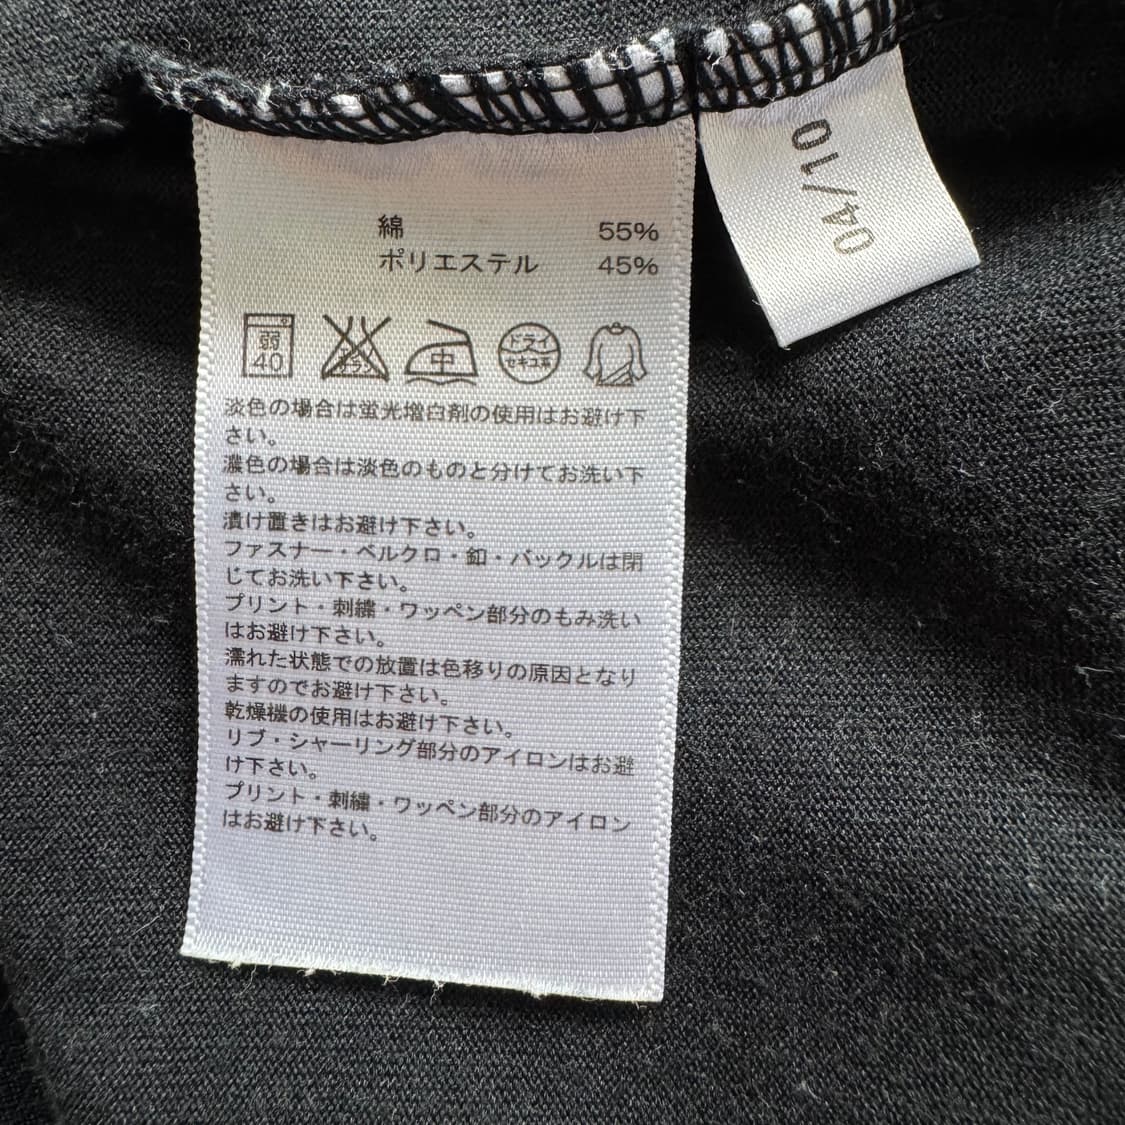 綿 55%
ポリエステル 45%
弱 40
エンソサラシ
中
ドライ
セキユ系
淡色の場合は蛍光増白剤の使用はお避け下
さい。
濃色の場合は淡色のものと分けてお洗い下
さい。
漬け置きはお避け下さい。
ファスナー・ベルクロ・釦・バックルは閉
じてお洗い下さい。
プリント・刺繍・ワッペン部分のもみ洗い
はお避け下さい。
濡れた状態での放置は色移りの原因となり
ますのでお避け下さい。
乾燥機の使用はお避け下さい。
リブ・シャーリング部分のアイロンはお避
け下さい。
プリント・刺繍・ワッペン部分のアイロン
はお避け下さい。
04/10